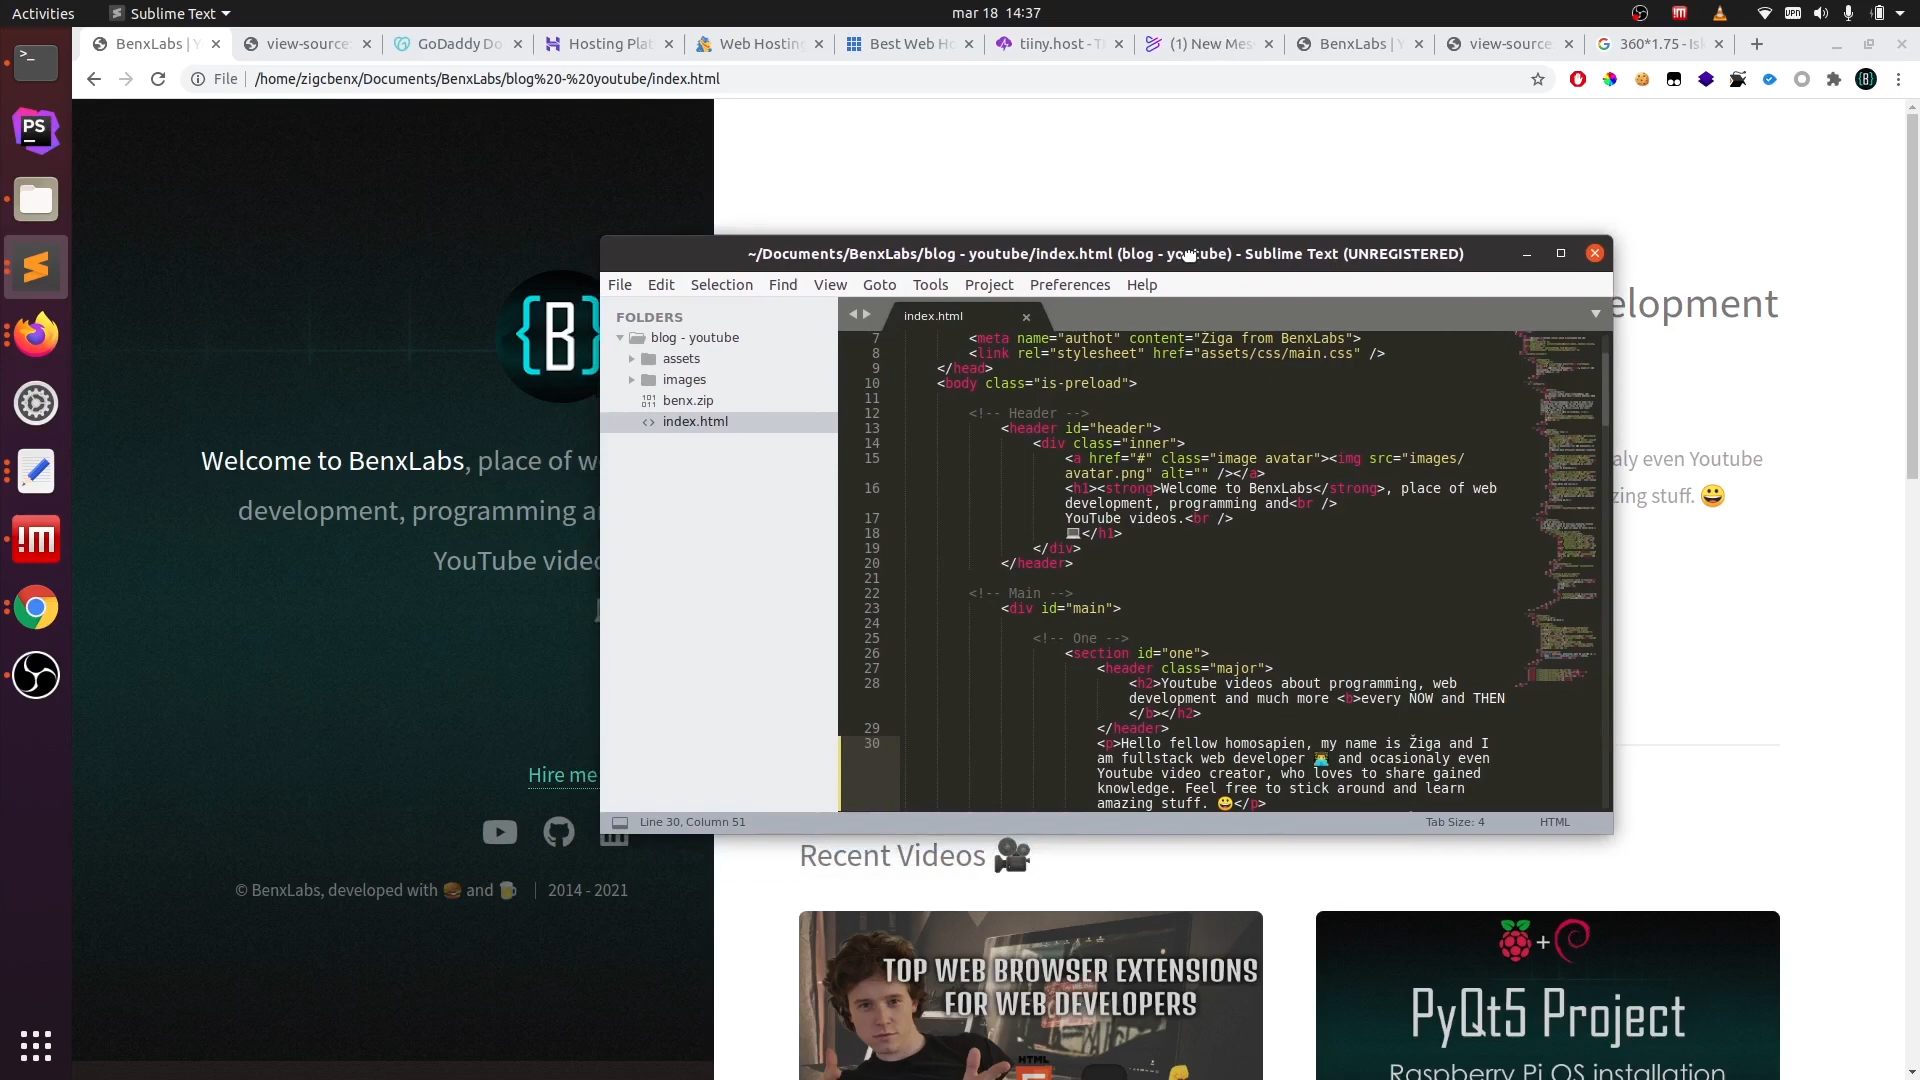 Activities
Sublime Text
mar 18 14:37
BenxLabs | Y
view-source:
GoDaddy Do
Hosting Plat
Web Hosting
Best Web H
tiiny.host - T
(1) New Mes
BenxLabs | Y
view-source
360*1.75 - Isk
File
/home/zigcbenx/Documents/BenxLabs/blog%20-%20youtube/index.html
{B}
Welcome to BenxLabs, place of w
development, programming a
YouTube video
Hire me
© BenxLabs, developed with 🍔 and 🍺 | 2014 - 2021
elopment
aly even Youtube
zing stuff. 😀
~/Documents/BenxLabs/blog - youtube/index.html (blog - youtube) - Sublime Text (UNREGISTERED)
File Edit Selection Find View Goto Tools Project Preferences Help
FOLDERS
blog - youtube
assets
images
benx.zip
index.html
index.html
7 <meta name="authot" content="Ziga from BenxLabs">
8 <link rel="stylesheet" href="assets/css/main.css" />
9 </head>
10 <body class="is-preload">
11
12 <!-- Header -->
13 <header id="header">
14 <div class="inner">
15 <a href="#" class="image avatar"><img src="images/
avatar.png" alt="" /></a>
16 <h1><strong>Welcome to BenxLabs</strong>, place of web
development, programming and<br />
17 YouTube videos.<br />
18 💻</h1>
19 </div>
20 </header>
21
22 <!-- Main -->
23 <div id="main">
24
25 <!-- One -->
26 <section id="one">
27 <header class="major">
28 <h2>Youtube videos about programming, web
development and much more <b>every NOW and THEN
</b></h2>
29 </header>
30 <p>Hello fellow homosapien, my name is Žiga and I
am fullstack web developer 👨‍💻 and ocasionaly even
Youtube video creator, who loves to share gained
knowledge. Feel free to stick around and learn
amazing stuff. 😀</p>
Line 30, Column 51
Tab Size: 4
HTML
Recent Videos 🎥
TOP WEB BROWSER EXTENSIONS
FOR WEB DEVELOPERS
HTML
PyQt5 Project
Raspberry Pi OS installation